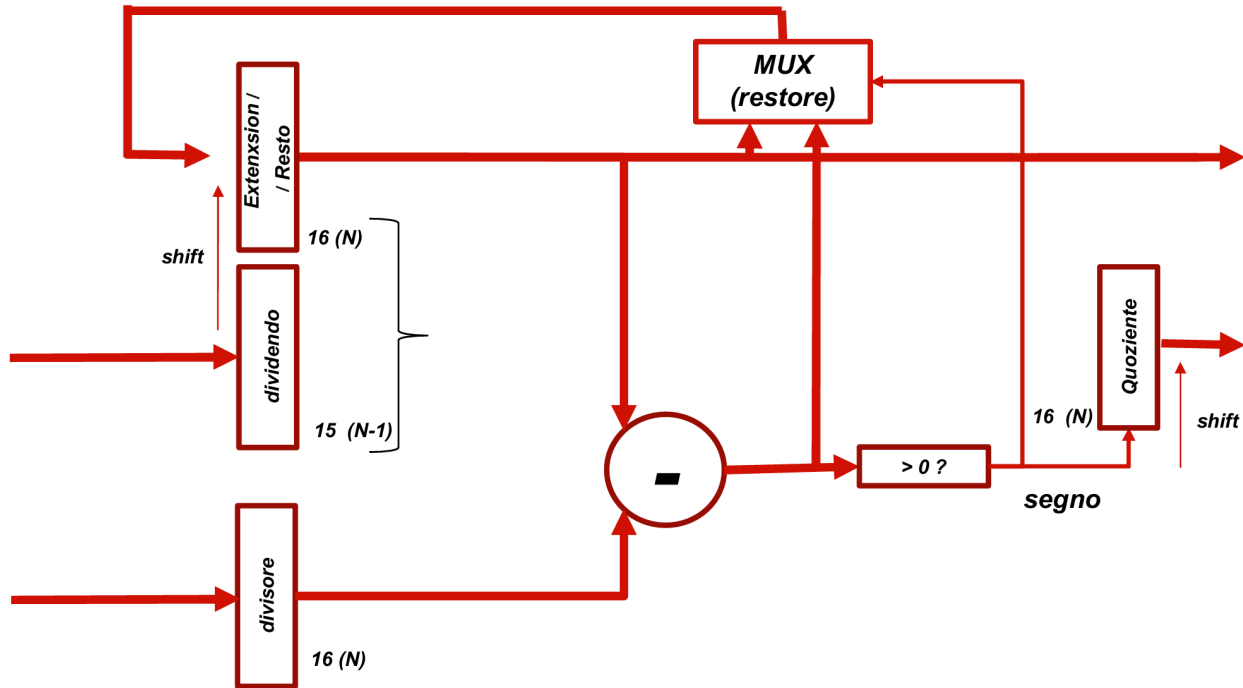 MUX
(restore)
Extenxsion /
/ Resto
16 (N)
shift
dividendo
15 (N-1)
-
> 0 ?
segno
16 (N)
Quoziente
shift
divisore
16 (N)